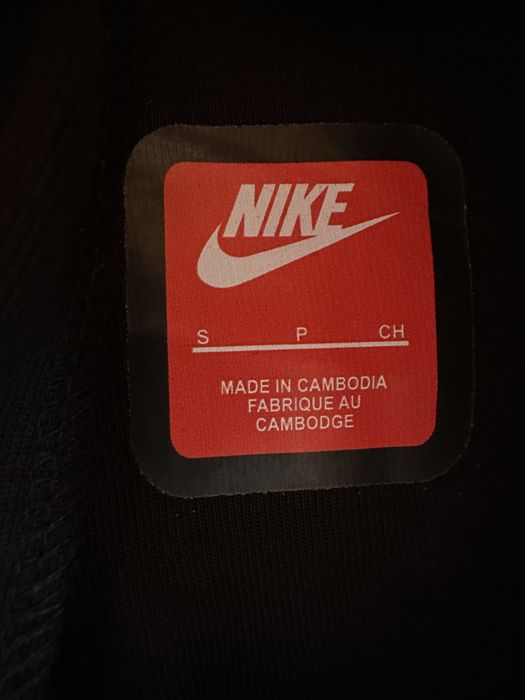 NIKE
S P CH
MADE IN CAMBODIA
FABRIQUE AU
CAMBODGE